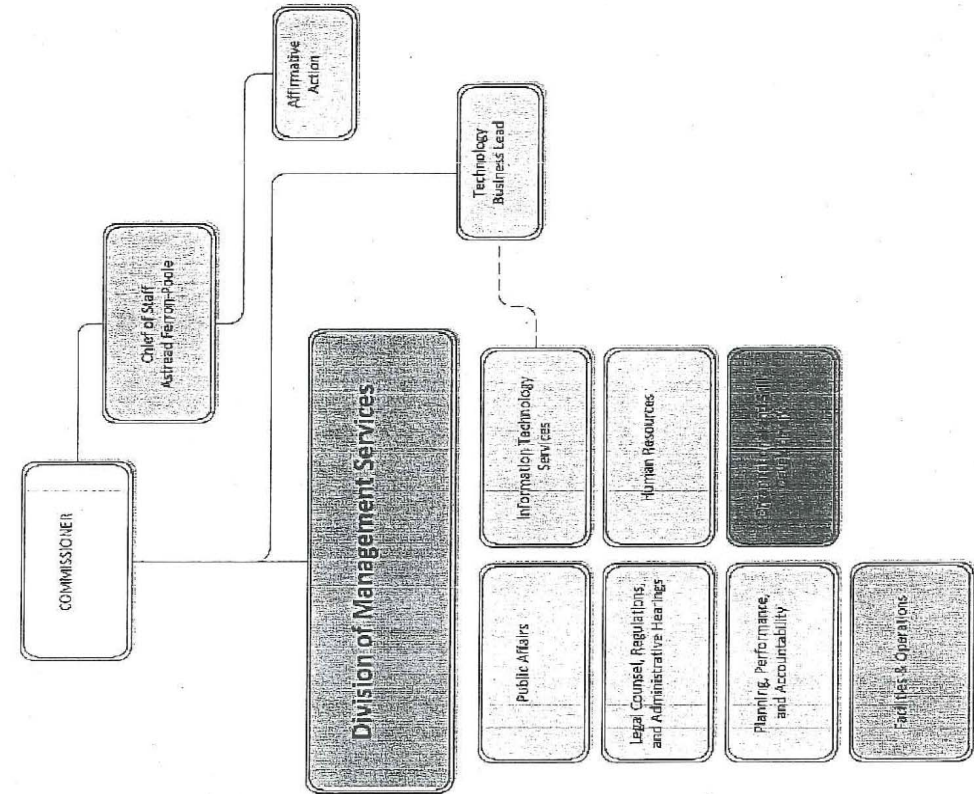 COMMISSIONER
Chief of Staff
Astread Ferron-Poole
Affirmative
Action
Technology
Business Lead
Division of Management Services
Public Affairs
Information Technology
Services
Legal Counsel, Regulations,
and Administrative Hearings
Human Resources
Planning, Performance,
and Accountability
Facilities & Operations